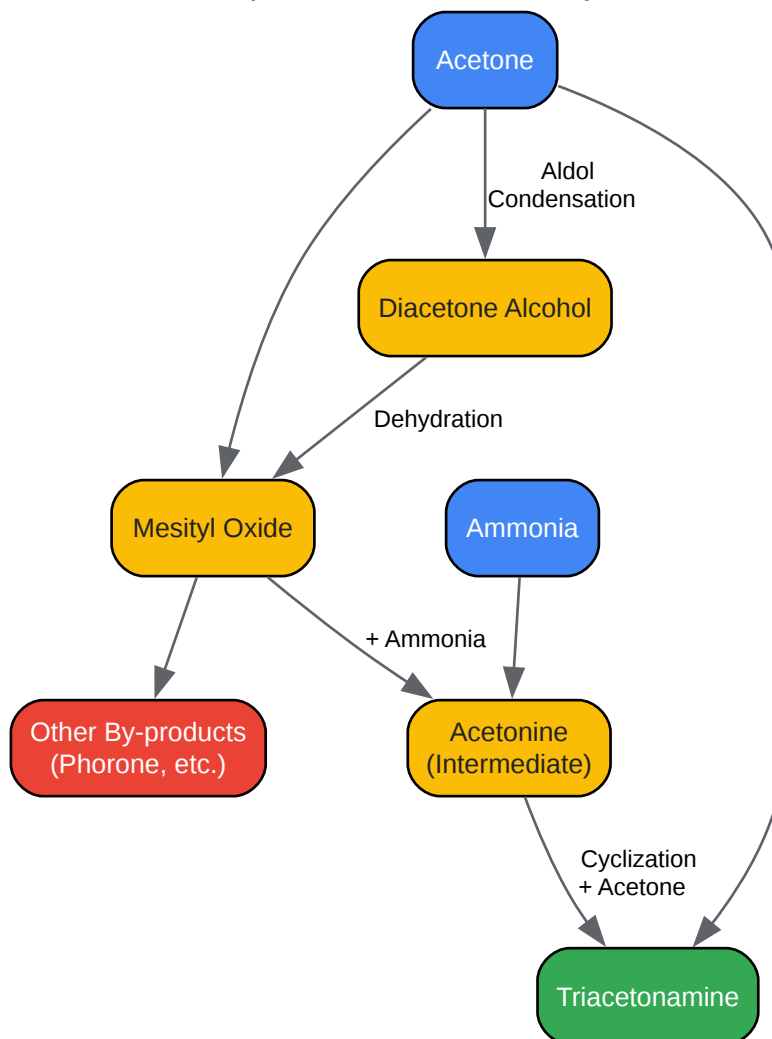 Acetone
Aldol
Condensation
Diacetone Alcohol
Dehydration
Mesityl Oxide
Ammonia
+ Ammonia
Other By-products
(Phorone, etc.)
Acetonine
(Intermediate)
Cyclization
+ Acetone
Triacetonamine